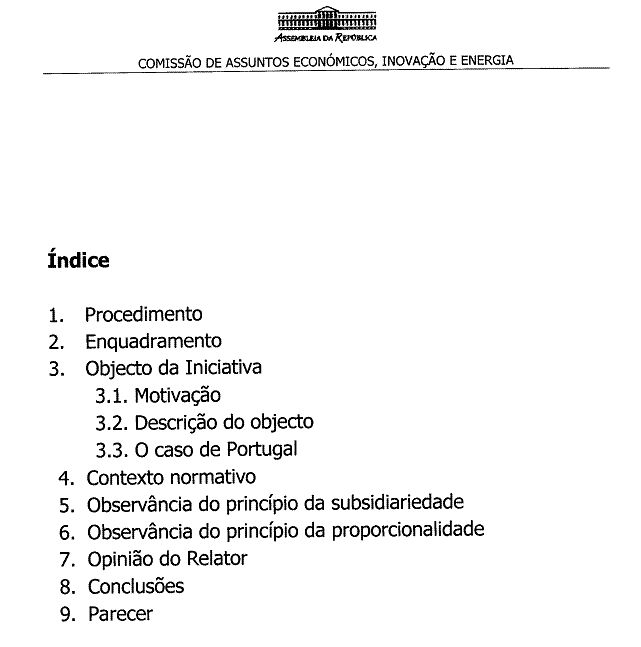 ASSEMBLEIA DA REPÚBLICA
COMISSÃO DE ASSUNTOS ECONÓMICOS, INOVAÇÃO E ENERGIA
Índice
1. Procedimento
2. Enquadramento
3. Objecto da Iniciativa
3.1. Motivação
3.2. Descrição do objecto
3.3. O caso de Portugal
4. Contexto normativo
5. Observância do princípio da subsidiariedade
6. Observância do princípio da proporcionalidade
7. Opinião do Relator
8. Conclusões
9. Parecer